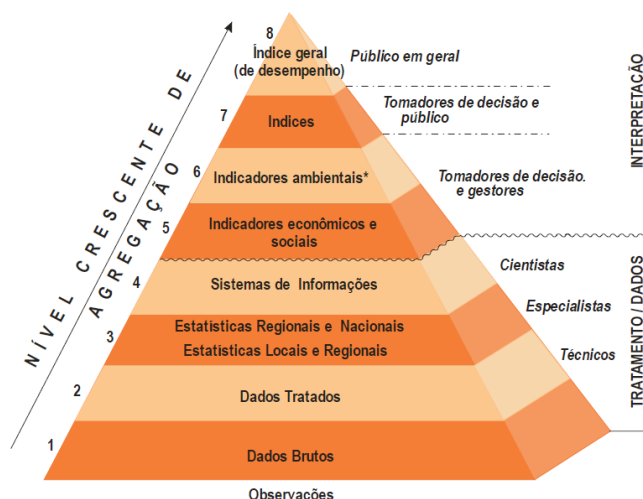 8
Índice geral
(de desempenho)
Público em geral
7
Indices
Tomadores de decisão e
público
6
Indicadores ambientais*
Tomadores de decisão.
e gestores
5
Indicadores econômicos e
sociais
4
Sistemas de Informações
Cientistas
3
Estatísticas Regionais e Nacionais
Estatísticas Locais e Regionais
Especialistas
Técnicos
2
Dados Tratados
1
Dados Brutos
Observações
NÍVEL CRESCENTE DE
AGREGAÇÃO
INTERPRETAÇÃO
TRATAMENTO / DADOS